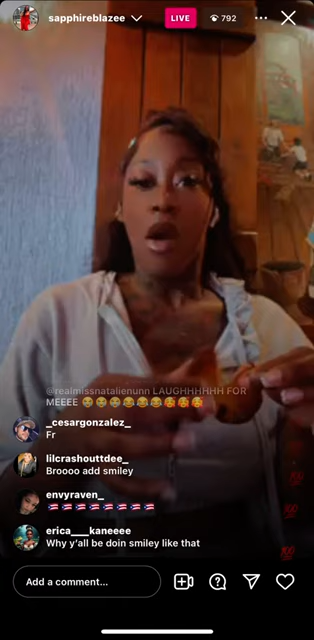 sapphireblazee
LIVE
792
@realmissnatalienunn LAUGHHHHHH FOR
MEEEE 😂😂😂😂😂😂🥵🥵🥵
_cesargonzalez_
Fr
lilcrashouttdee_
Broooo add smiley
envyraven_
🇵🇷🇵🇷🇵🇷🇵🇷🇵🇷🇵🇷🇵🇷🇵🇷
erica___kaneeee
Why y'all be doin smiley like that
Add a comment...